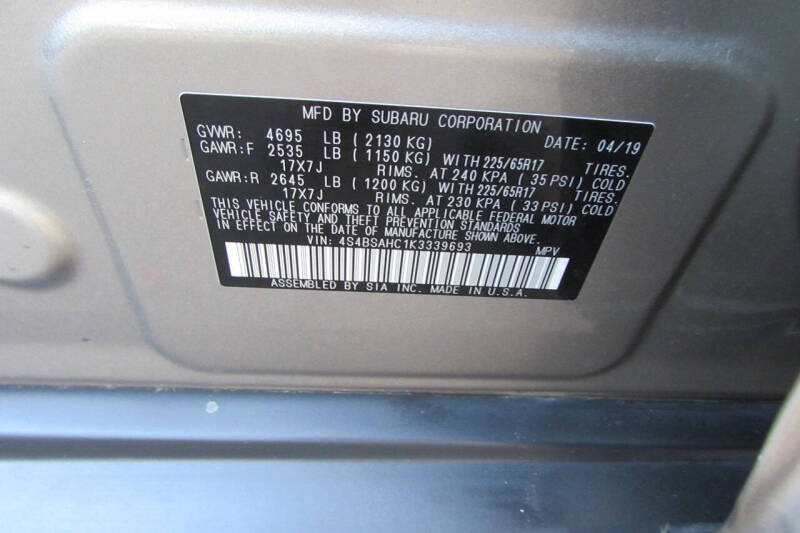 MFD BY SUBARU CORPORATION
GVWR: 4695 LB ( 2130 KG) DATE: 04/19
GAWR:F 2535 LB ( 1150 KG) WITH 225/65R17 TIRES.
17X7J RIMS. AT 240 KPA ( 35 PSI) COLD
GAWR:R 2645 LB ( 1200 KG) WITH 225/65R17 TIRES.
17X7J RIMS. AT 230 KPA ( 33 PSI) COLD
THIS VEHICLE CONFORMS TO ALL APPLICABLE FEDERAL MOTOR
VEHICLE SAFETY AND THEFT PREVENTION STANDARDS
IN EFFECT ON THE DATE OF MANUFACTURE SHOWN ABOVE.
VIN: 4S4BSAHC1K3339693 MPV
ASSEMBLED BY SIA INC. MADE IN U.S.A.